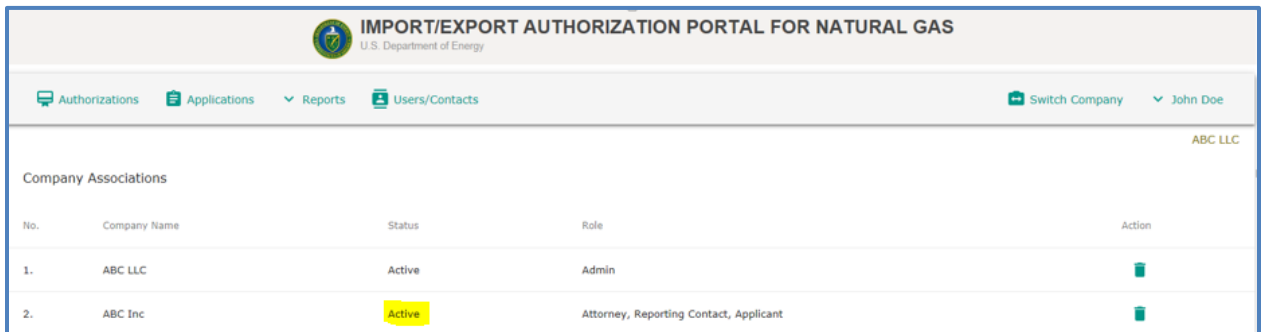 IMPORT/EXPORT AUTHORIZATION PORTAL FOR NATURAL GAS
U.S. Department of Energy
Authorizations Applications Reports Users/Contacts Switch Company John Doe
ABC LLC
Company Associations
No. Company Name Status Role Action
1. ABC LLC Active Admin
2. ABC Inc Active Attorney, Reporting Contact, Applicant